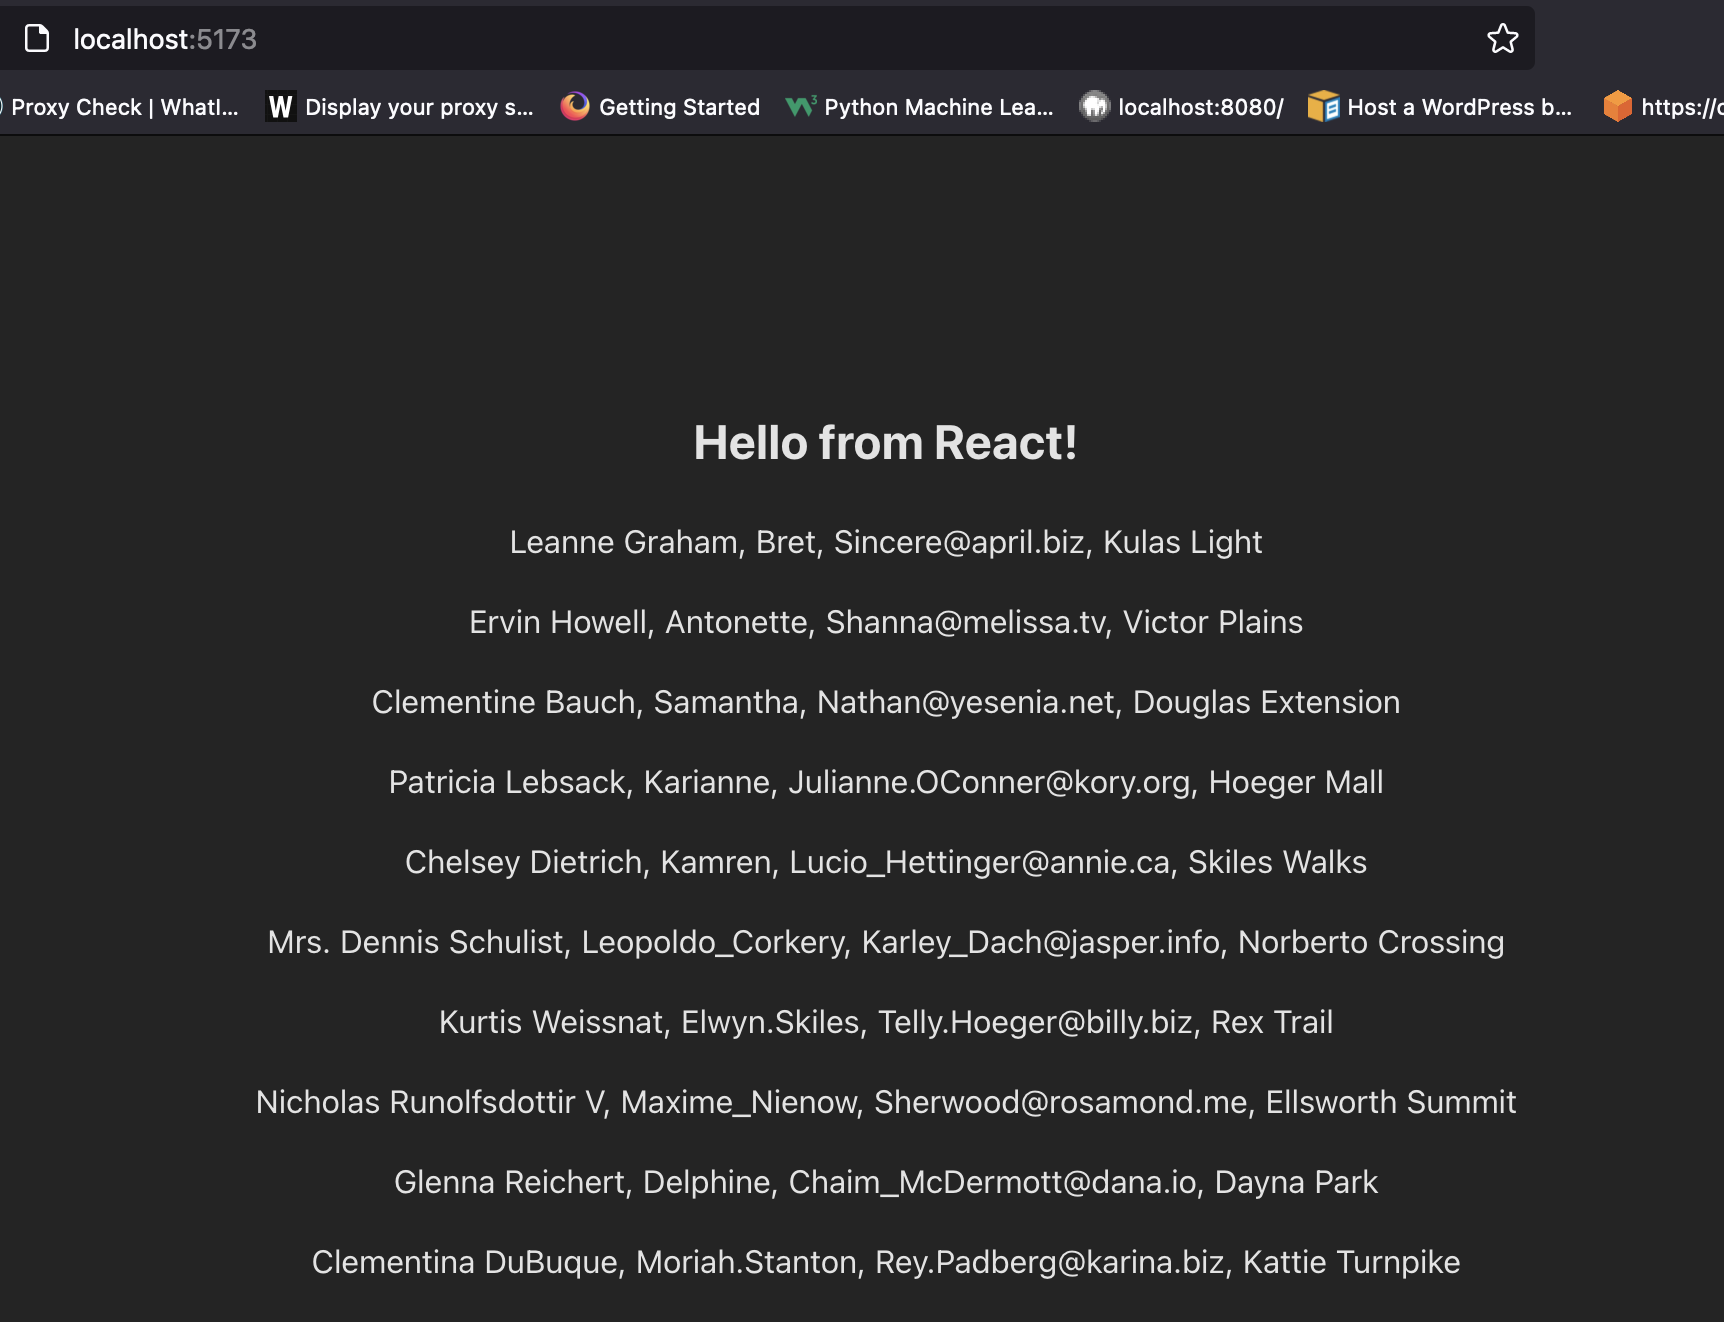 localhost:5173
Proxy Check | WhatI... W Display your proxy s... Getting Started W3 Python Machine Lea... localhost:8080/ Host a WordPress b... https://
Hello from React!
Leanne Graham, Bret, Sincere@april.biz, Kulas Light
Ervin Howell, Antonette, Shanna@melissa.tv, Victor Plains
Clementine Bauch, Samantha, Nathan@yesenia.net, Douglas Extension
Patricia Lebsack, Karianne, Julianne.OConner@kory.org, Hoeger Mall
Chelsey Dietrich, Kamren, Lucio_Hettinger@annie.ca, Skiles Walks
Mrs. Dennis Schulist, Leopoldo_Corkery, Karley_Dach@jasper.info, Norberto Crossing
Kurtis Weissnat, Elwyn.Skiles, Telly.Hoeger@billy.biz, Rex Trail
Nicholas Runolfsdottir V, Maxime_Nienow, Sherwood@rosamond.me, Ellsworth Summit
Glenna Reichert, Delphine, Chaim_McDermott@dana.io, Dayna Park
Clementina DuBuque, Moriah.Stanton, Rey.Padberg@karina.biz, Kattie Turnpike